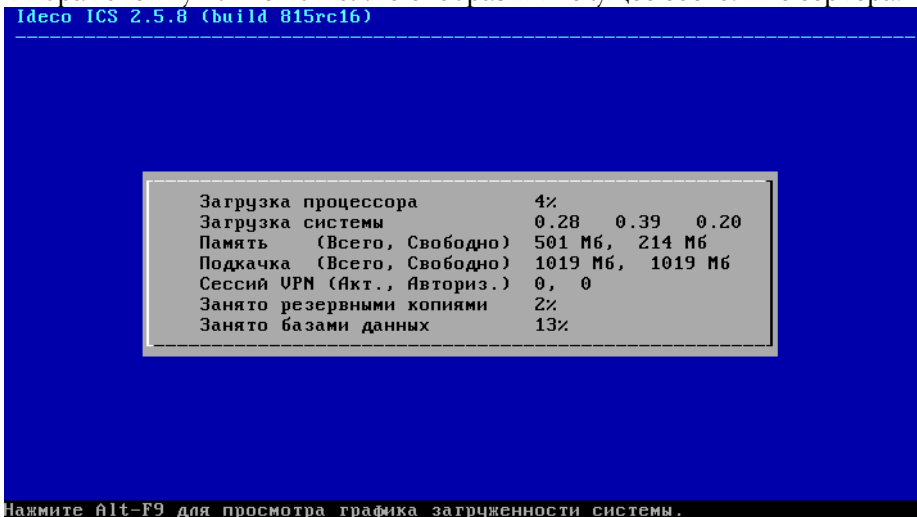 Ideco ICS 2.5.8 (build 815rc16)
Загрузка процессора 4%
Загрузка системы 0.28 0.39 0.20
Память (Всего, Свободно) 501 Мб, 214 Мб
Подкачка (Всего, Свободно) 1019 Мб, 1019 Мб
Сессий VPN (Акт., Авториз.) 0, 0
Занято резервными копиями 2%
Занято базами данных 13%
Нажмите Alt-F9 для просмотра графика загруженности системы.